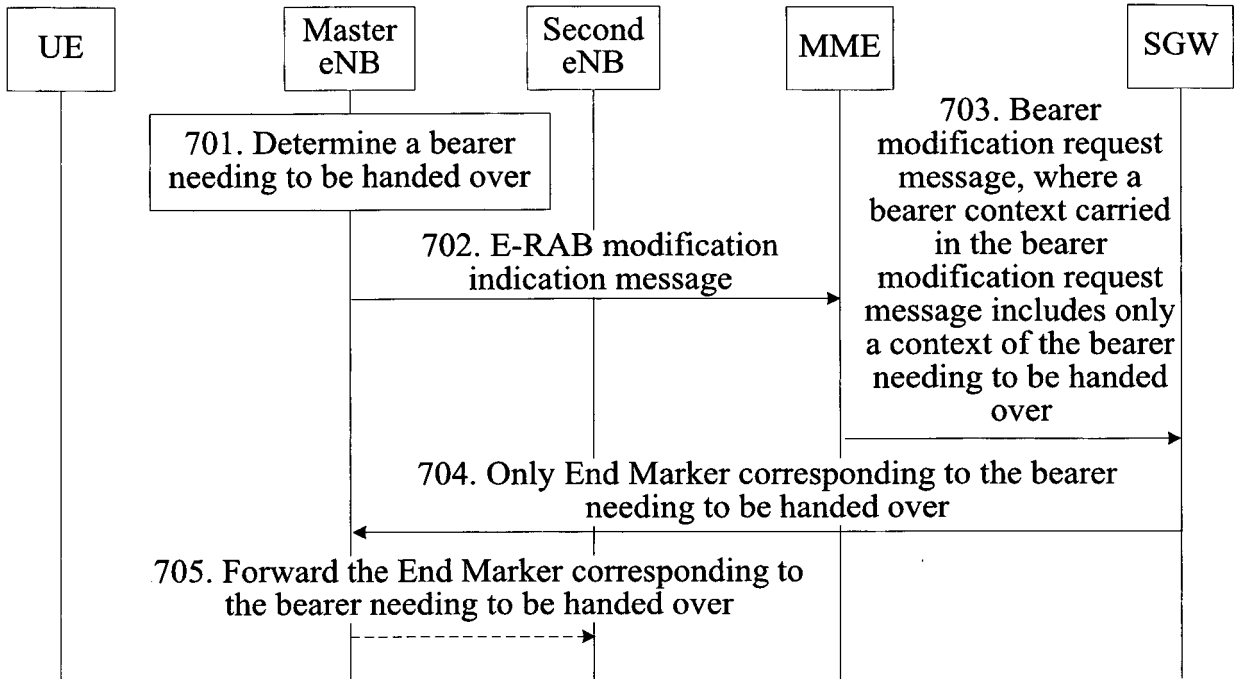 UE
Master
eNB
Second
eNB
MME
SGW
701. Determine a bearer
needing to be handed over
702. E-RAB modification
indication message
703. Bearer
modification request
message, where a
bearer context carried
in the bearer
modification request
message includes only
a context of the bearer
needing to be handed
over
704. Only End Marker corresponding to the bearer
needing to be handed over
705. Forward the End Marker corresponding to
the bearer needing to be handed over